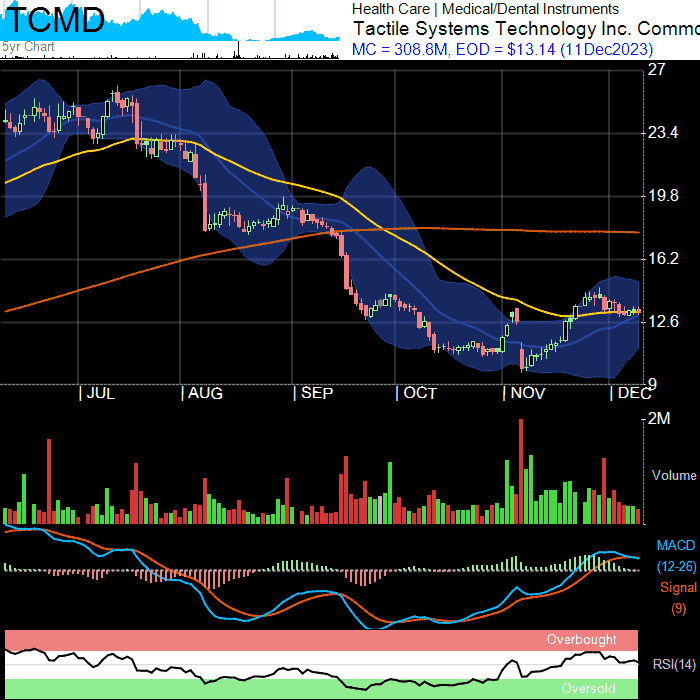 TCMD
5yr Chart
Health Care | Medical/Dental Instruments
Tactile Systems Technology Inc. Commo
MC = 308.8M, EOD = $13.14 (11Dec2023)
27
23.4
19.8
16.2
12.6
9
| JUL | AUG | SEP | OCT | NOV | DEC
2M
Volume
MACD
(12-26)
Signal
(9)
Overbought
RSI(14)
Oversold